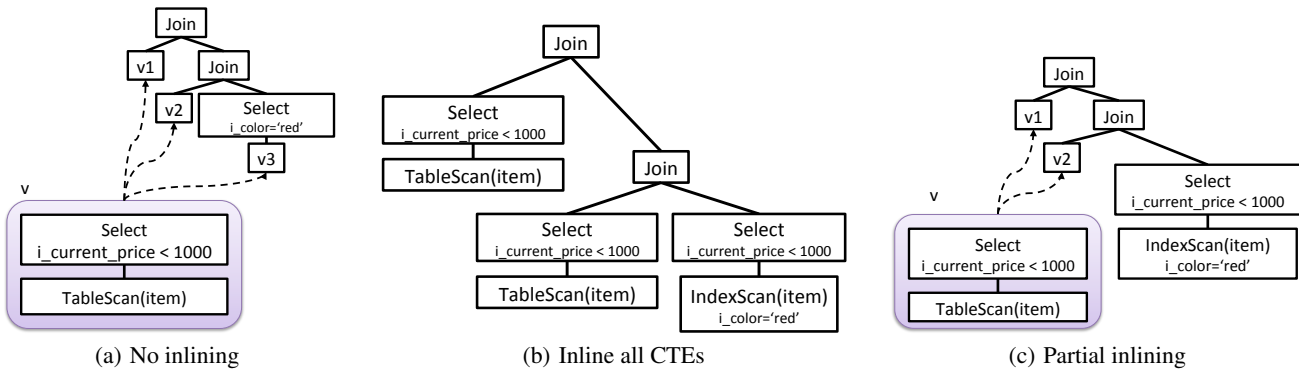 Join
v1
Join
v2
Select
i_color=‘red’
v3
v
Select
i_current_price < 1000
TableScan(item)
(a) No inlining
Join
Select
i_current_price < 1000
TableScan(item)
Join
Select
i_current_price < 1000
TableScan(item)
Select
i_current_price < 1000
IndexScan(item)
i_color=‘red’
(b) Inline all CTEs
Join
v1
Join
v2
Select
i_current_price < 1000
IndexScan(item)
i_color=‘red’
v
Select
i_current_price < 1000
TableScan(item)
(c) Partial inlining